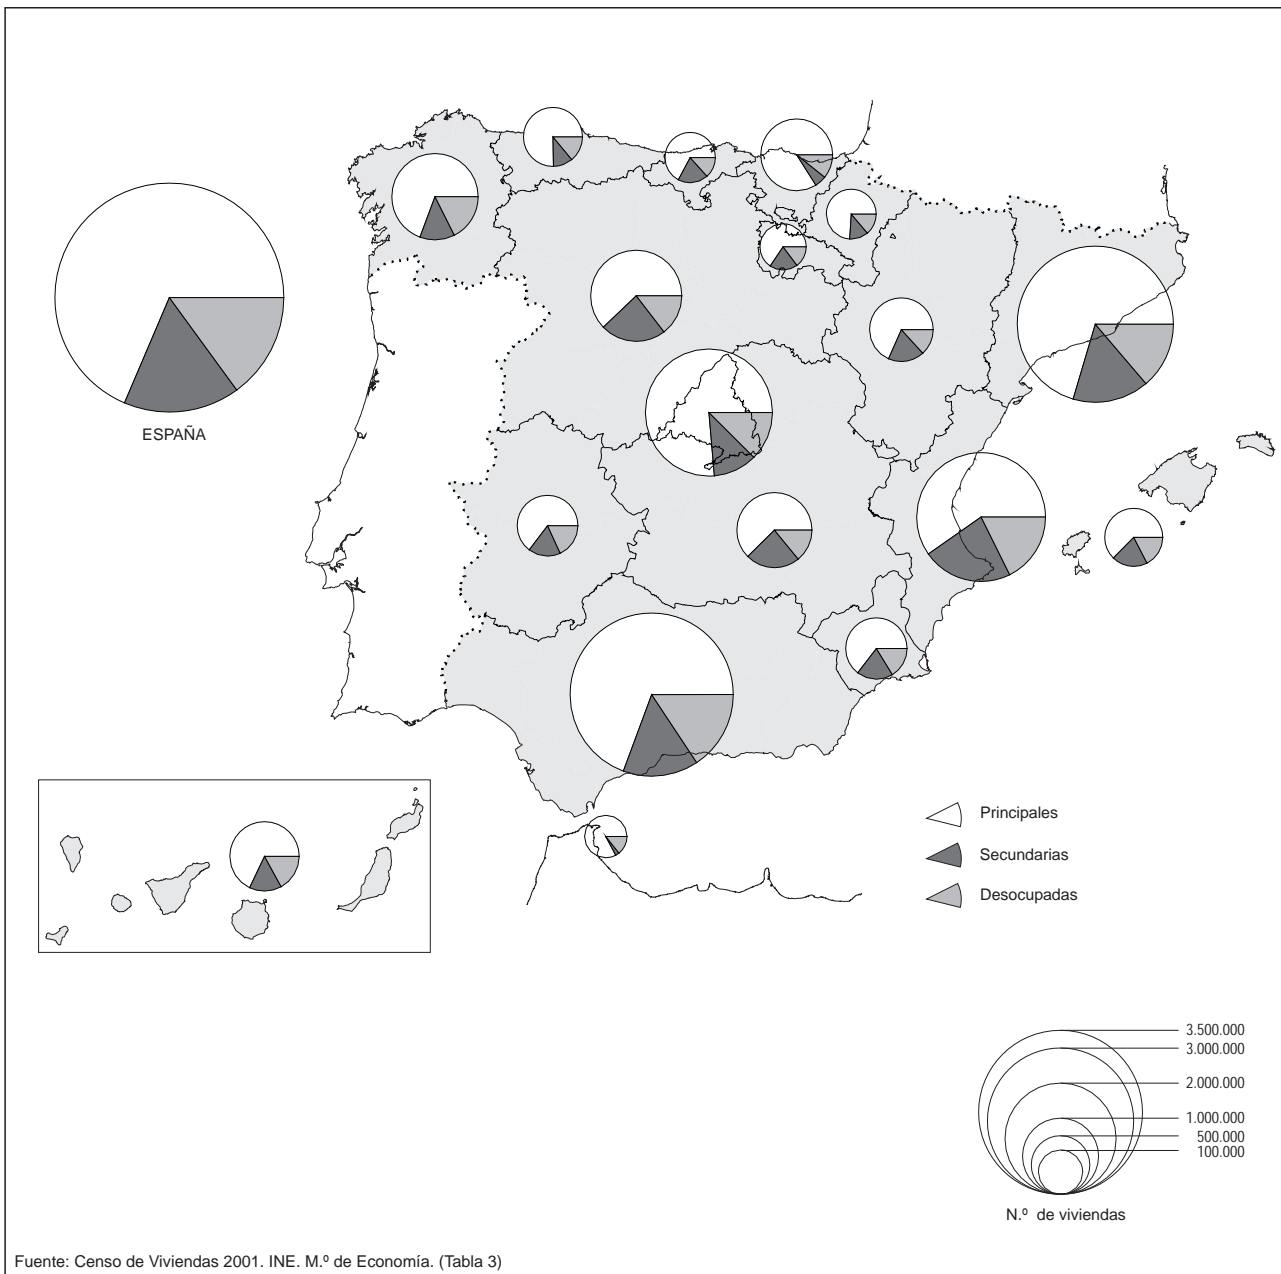 ESPAÑA
Principales
Secundarias
Desocupadas
3.500.000
3.000.000
2.000.000
1.000.000
500.000
100.000
N.º de viviendas
Fuente: Censo de Viviendas 2001. INE. M.º de Economía. (Tabla 3)